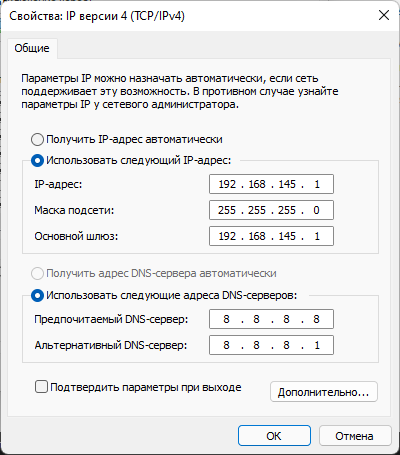 Свойства: IP версии 4 (TCP/IPv4)
Общие
Параметры IP можно назначать автоматически, если сеть
поддерживает эту возможность. В противном случае узнайте
параметры IP у сетевого администратора.
Получить IP-адрес автоматически
Использовать следующий IP-адрес:
IP-адрес: 192 . 168 . 145 . 1
Маска подсети: 255 . 255 . 255 . 0
Основной шлюз: 192 . 168 . 145 . 1
Получить адрес DNS-сервера автоматически
Использовать следующие адреса DNS-серверов:
Предпочитаемый DNS-сервер: 8 . 8 . 8 . 8
Альтернативный DNS-сервер: 8 . 8 . 8 . 1
Подтвердить параметры при выходе
Дополнительно...
ОК Отмена